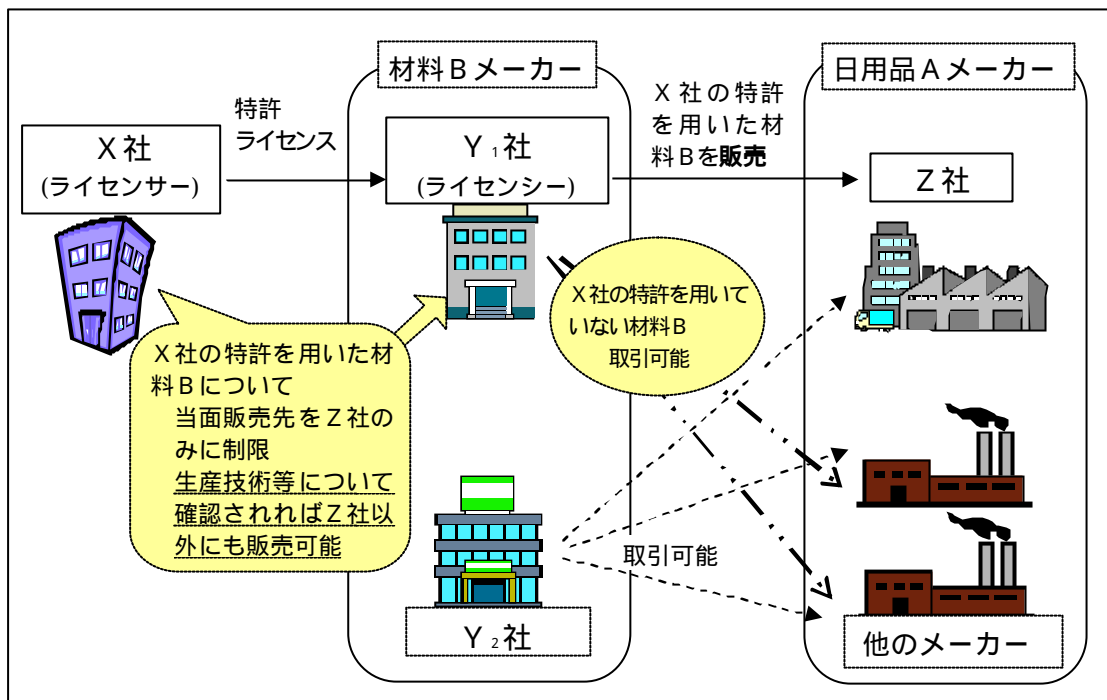 材料Ｂメーカー
日用品Ａメーカー
特許
ライセンス
Ｘ社の特許
を用いた材
料Ｂを販売
Ｘ社
(ライセンサー)
Ｙ₁社
(ライセンシー)
Ｚ社
Ｘ社の特許を用いて
いない材料Ｂ
取引可能
Ｘ社の特許を用いた材
料Ｂについて
当面販売先をＺ社の
みに制限
生産技術等について
確認されればＺ社以
外にも販売可能
取引可能
Ｙ₂社
他のメーカー